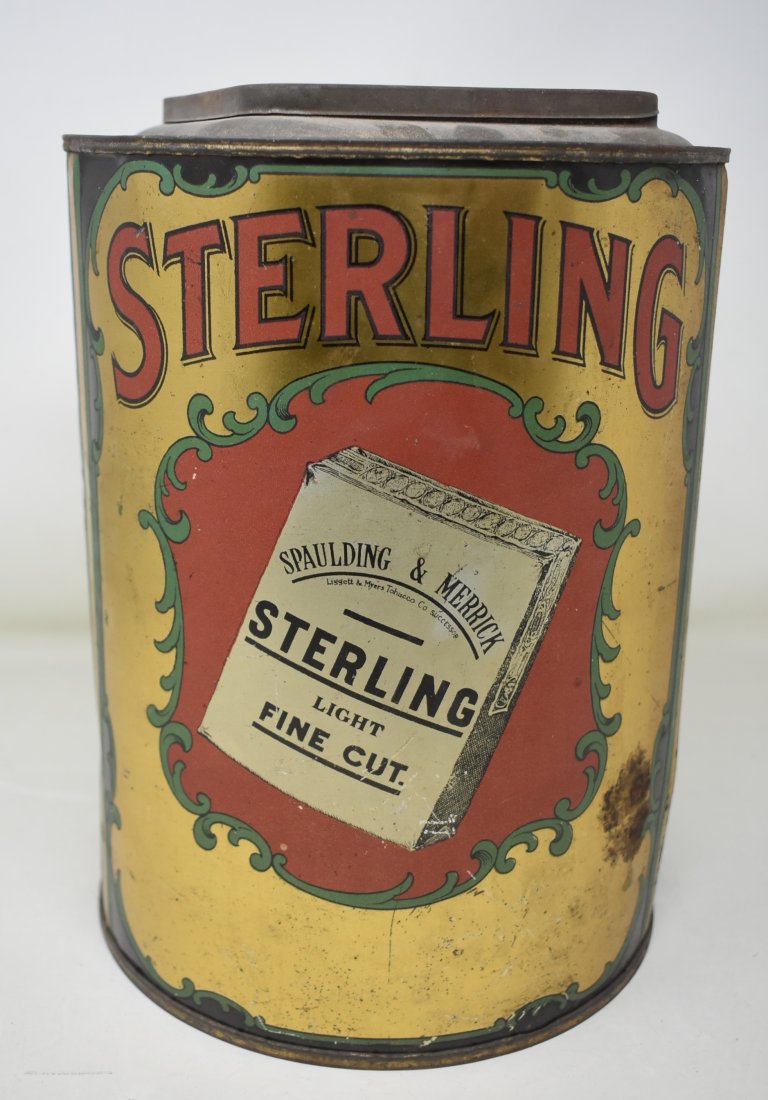 STERLING
SPAULDING & MERRICK
Liggett & Myers Tobacco Co. Successor
STERLING
LIGHT
FINE CUT.